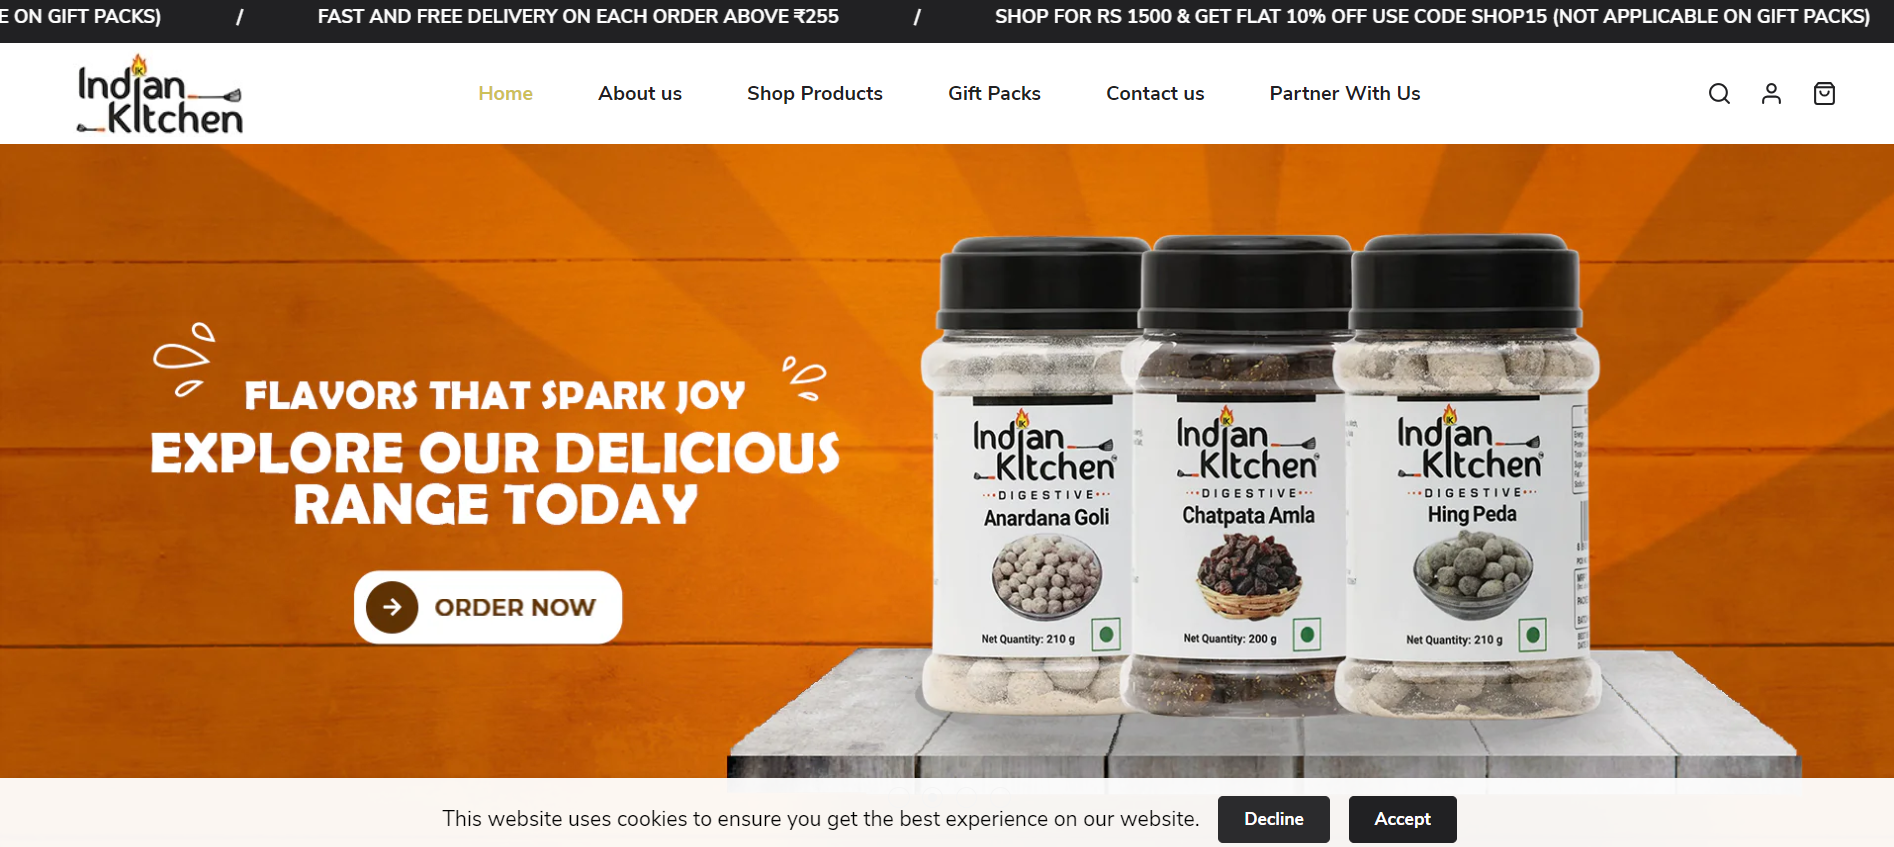 E ON GIFT PACKS) / FAST AND FREE DELIVERY ON EACH ORDER ABOVE ₹255 / SHOP FOR RS 1500 & GET FLAT 10% OFF USE CODE SHOP15 (NOT APPLICABLE ON GIFT PACKS)
IK
Indian
KItchen
Home About us Shop Products Gift Packs Contact us Partner With Us
FLAVORS THAT SPARK JOY
EXPLORE OUR DELICIOUS
RANGE TODAY
ORDER NOW
IK
Indian
KItchen
DIGESTIVE
Anardana Goli
Net Quantity: 210 g
IK
Indian
KItchen
DIGESTIVE
Chatpata Amla
Net Quantity: 200 g
IK
Indian
KItchen
DIGESTIVE
Hing Peda
Net Quantity: 210 g
This website uses cookies to ensure you get the best experience on our website. Decline Accept